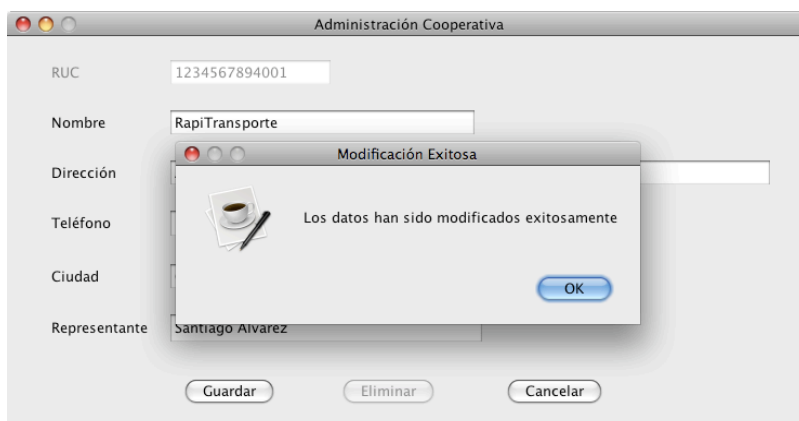 Administración Cooperativa
RUC
1234567894001
Nombre
RapiTransporte
Modificación Exitosa
Dirección
Los datos han sido modificados exitosamente
Teléfono
Ciudad
OK
Representante
Santiago Alvarez
Guardar
Eliminar
Cancelar